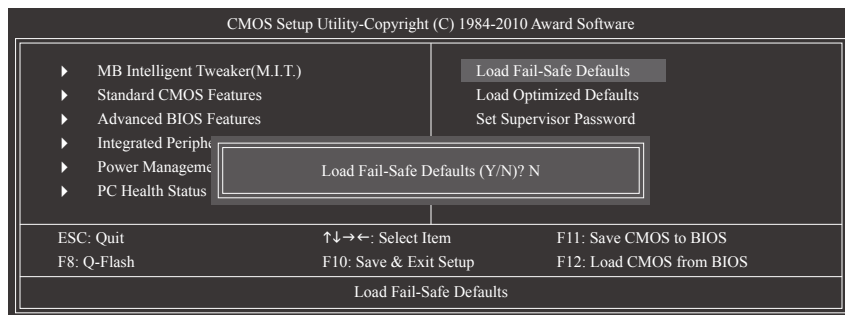 CMOS Setup Utility-Copyright (C) 1984-2010 Award Software
MB Intelligent Tweaker(M.I.T.)
Standard CMOS Features
Advanced BIOS Features
Integrated Periphe
Power Manageme
PC Health Status
Load Fail-Safe Defaults
Load Optimized Defaults
Set Supervisor Password
Load Fail-Safe Defaults (Y/N)? N
ESC: Quit
↑↓→←: Select Item
F11: Save CMOS to BIOS
F8: Q-Flash
F10: Save & Exit Setup
F12: Load CMOS from BIOS
Load Fail-Safe Defaults